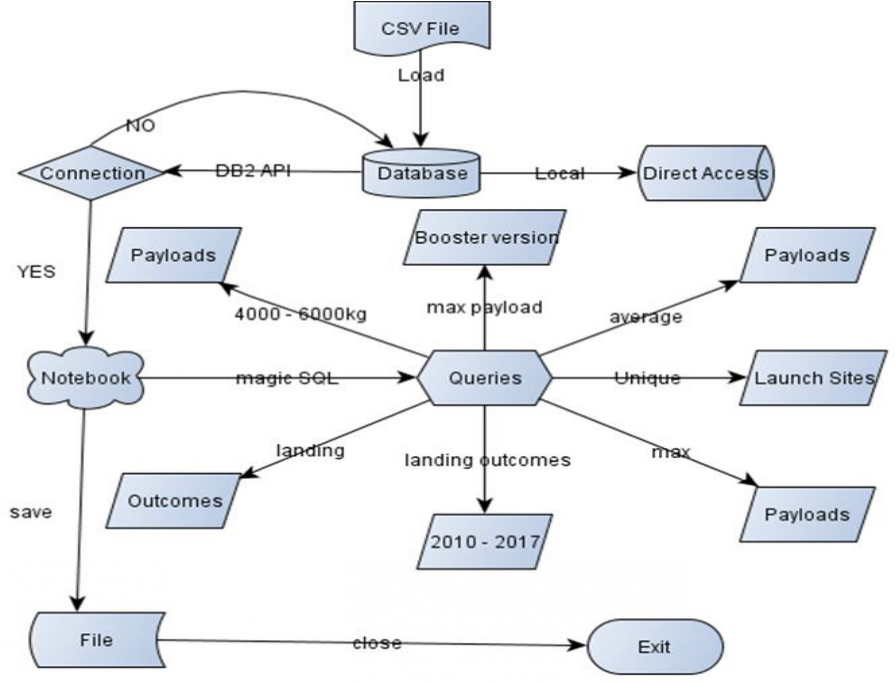 CSV File
Load
NO
Connection
DB2 API
Database
Local
Direct Access
Booster version
Payloads
Payloads
YES
4000 - 6000kg
max payload
average
Notebook
magic SQL
Queries
Unique
Launch Sites
landing
landing outcomes
max
Outcomes
save
Payloads
2010 - 2017
File
close
Exit